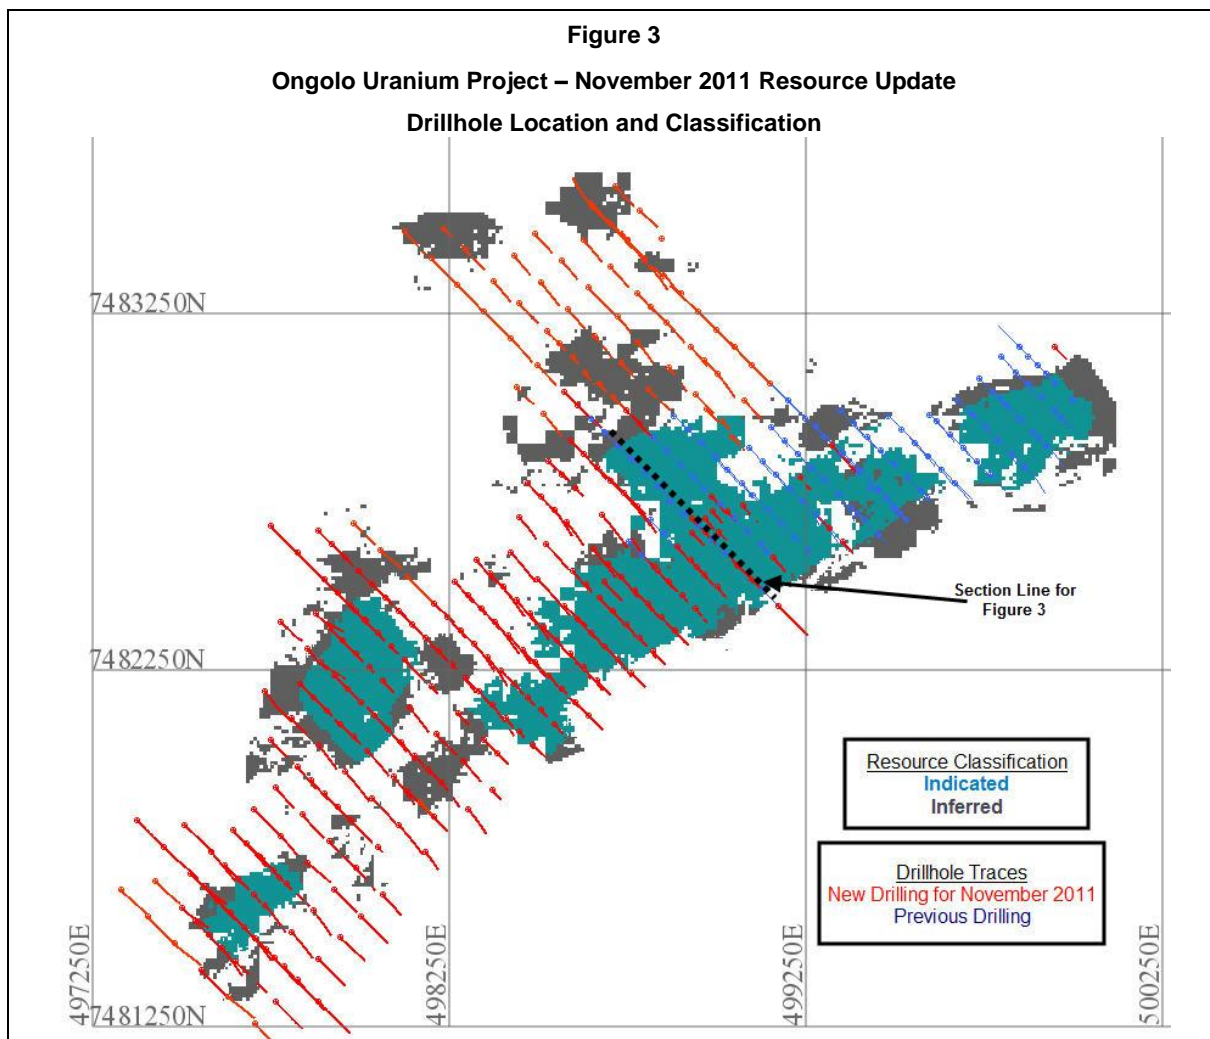 Figure 3
Ongolo Uranium Project – November 2011 Resource Update
Drillhole Location and Classification
7483250N
Section Line for
Figure 3
7482250N
Resource Classification
Indicated
Inferred
Drillhole Traces
New Drilling for November 2011
Previous Drilling
497250E
498250E
499250E
500250E
7481250N